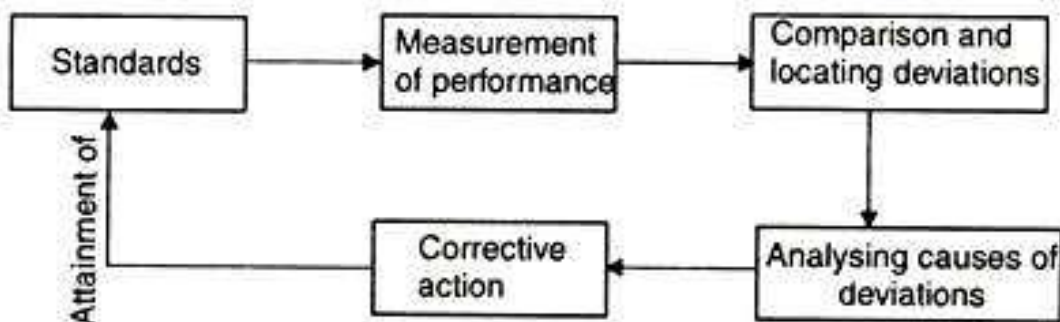 Standards
Measurement
of performance
Comparison and
locating deviations
Analysing causes of
deviations
Corrective
action
Attainment of